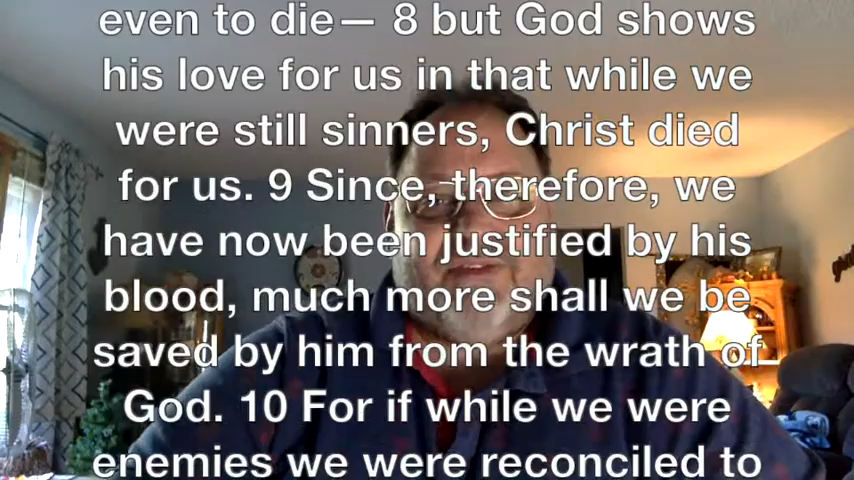 even to die— 8 but God shows
his love for us in that while we
were still sinners, Christ died
for us. 9 Since, therefore, we
have now been justified by his
blood, much more shall we be
saved by him from the wrath of
God. 10 For if while we were
enemies we were reconciled to